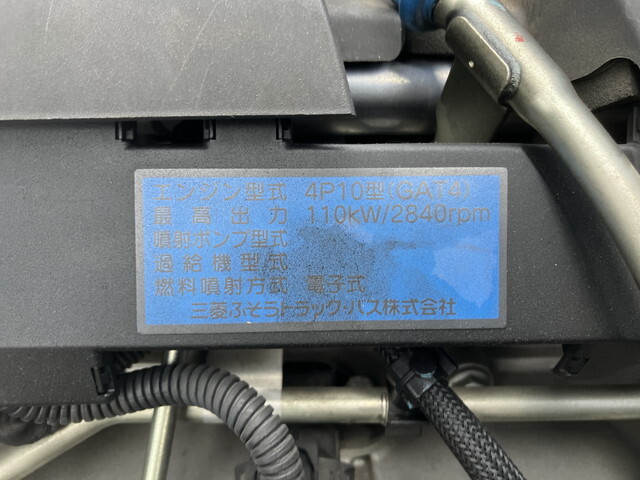 エンジン型式 4P10型(GAT4)
最高出力 110kW/2840rpm
噴射ポンプ型式
過給機型式
燃料噴射方式 電子式
三菱ふそうトラック・バス株式会社